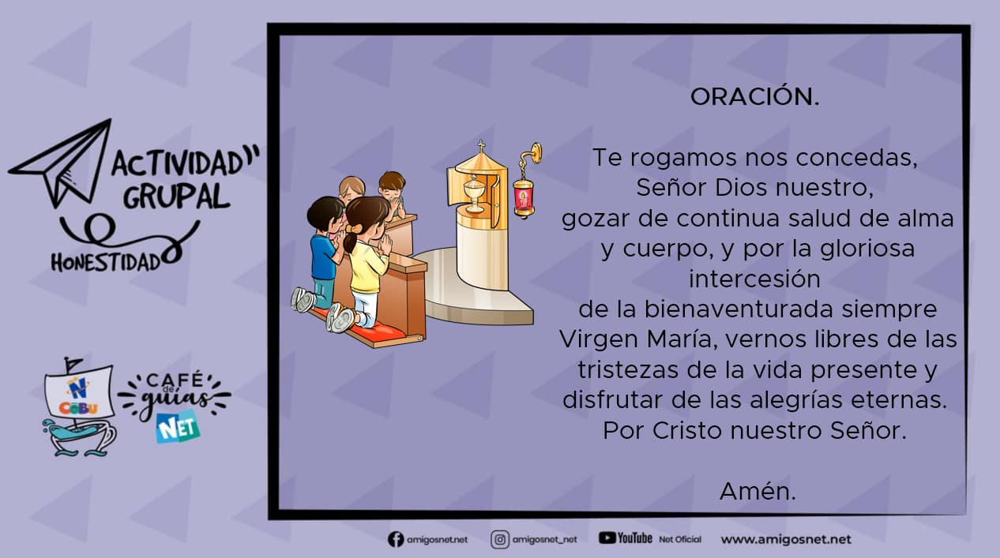 ACTIVIDAD
GRUPAL
HONESTIDAD
N
COBU
CAFÉ
de
guías
NET
ORACIÓN.
Te rogamos nos concedas,
Señor Dios nuestro,
gozar de continua salud de alma
y cuerpo, y por la gloriosa
intercesión
de la bienaventurada siempre
Virgen María, vernos libres de las
tristezas de la vida presente y
disfrutar de las alegrías eternas.
Por Cristo nuestro Señor.
Amén.
amigosnet.net amigosnet_net YouTube Net Oficial www.amigosnet.net